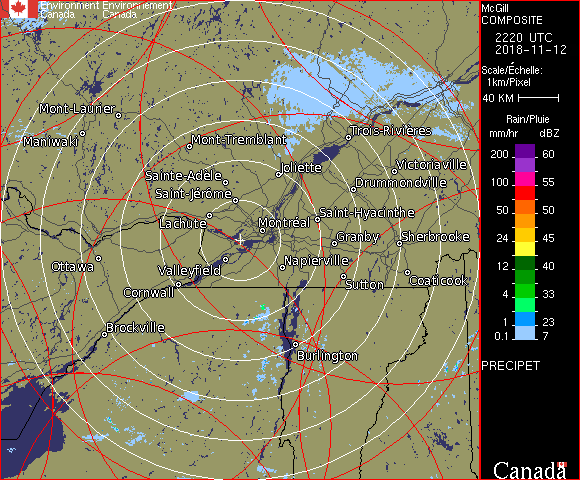 Environment Environnement
Canada Canada
McGill
COMPOSITE
2220 UTC
2018-11-12
Scale/Échelle:
1km/Pixel
40 KM
Rain/Pluie
mm/hr dBZ
200 60
100 55
50 50
24 45
12 40
4 33
1 23
0.1 7
PRECIPET
Canada
Mont-Laurier
Maniwaki
Mont-Tremblant
Trois-Rivières
Joliette
Victoriaville
Sainte-Adèle
Drummondville
Saint-Jérôme
Saint-Hyacinthe
Lachute
Montréal
Granby
Sherbrooke
Ottawa
Valleyfield
Napierville
Cornwall
Sutton
Coaticook
Brockville
Burlington